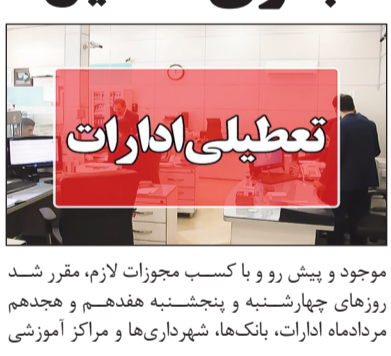 تعطیلی ادارات
موجود و پیش رو و با کسب مجوزات لازم، مقرر شد
روزهای چهارشنبه و پنجشنبه هفدهم و هجدهم
مردادماه ادارات، بانک‌ها، شهرداری‌ها و مراکز آموزشی